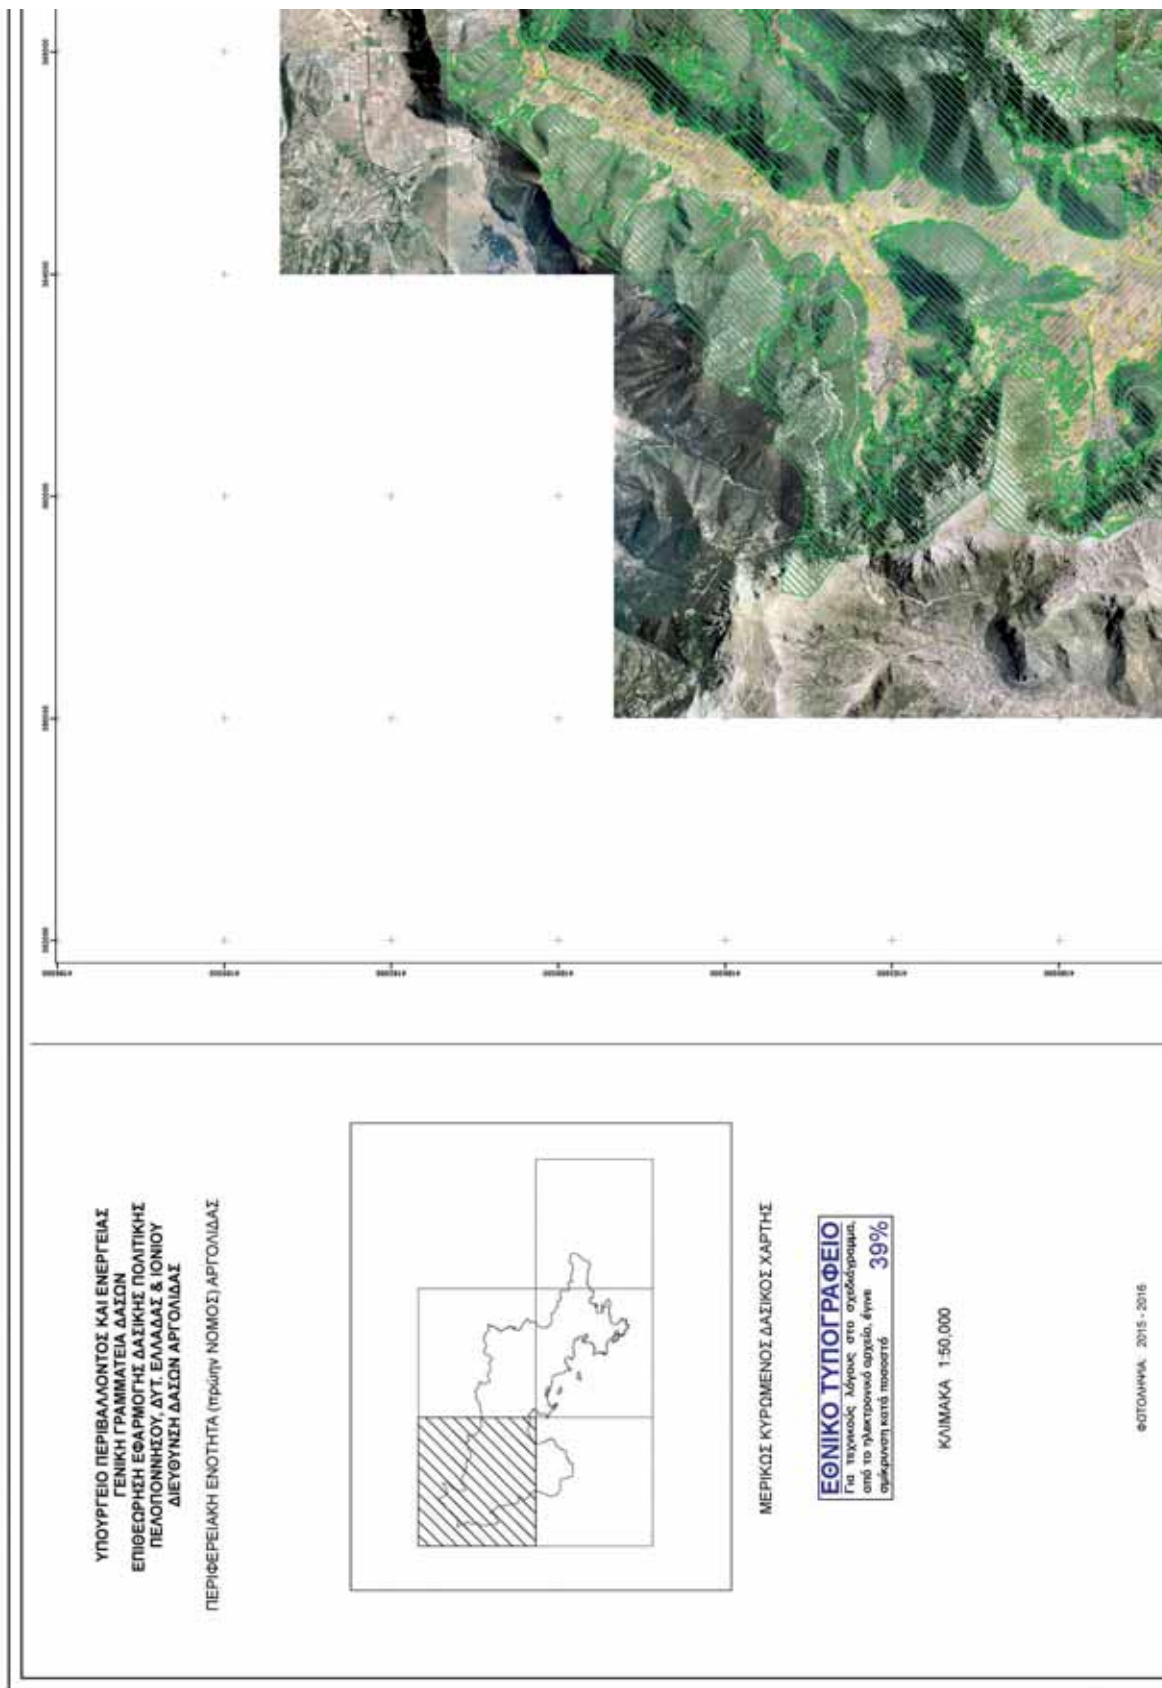 ΥΠΟΥΡΓΕΙΟ ΠΕΡΙΒΑΛΛΟΝΤΟΣ ΚΑΙ ΕΝΕΡΓΕΙΑΣ
ΓΕΝΙΚΗ ΓΡΑΜΜΑΤΕΙΑ ΔΑΣΩΝ
ΕΠΙΘΕΩΡΗΣΗ ΕΦΑΡΜΟΓΗΣ ΔΑΣΙΚΗΣ ΠΟΛΙΤΙΚΗΣ
ΠΕΛΟΠΟΝΝΗΣΟΥ, ΔΥΤ. ΕΛΛΑΔΑΣ & ΙΟΝΙΟΥ
ΔΙΕΥΘΥΝΣΗ ΔΑΣΩΝ ΑΡΓΟΛΙΔΑΣ
ΠΕΡΙΦΕΡΕΙΑΚΗ ΕΝΟΤΗΤΑ (πρώην ΝΟΜΟΣ) ΑΡΓΟΛΙΔΑΣ
ΜΕΡΙΚΩΣ ΚΥΡΩΜΕΝΟΣ ΔΑΣΙΚΟΣ ΧΑΡΤΗΣ
ΕΘΝΙΚΟ ΤΥΠΟΓΡΑΦΕΙΟ
Για τεχνικούς λόγους στο σχεδιάγραμμα,
από το ηλεκτρονικό αρχείο, έγινε
σμίκρυνση κατά ποσοστό 39%
ΚΛΙΜΑΚΑ 1:50,000
ΦΩΤΟΛΗΨΙΑ: 2015 - 2016